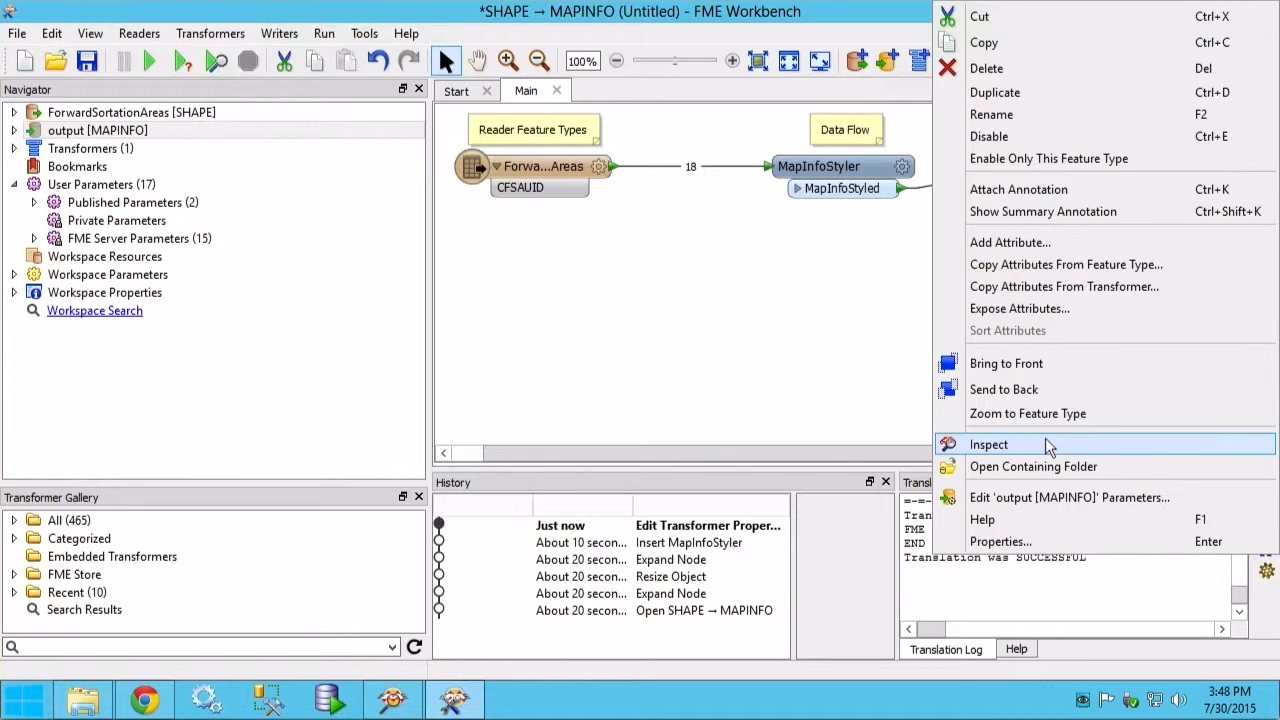 *SHAPE → MAPINFO (Untitled) - FME Workbench
File Edit View Readers Transformers Writers Run Tools Help
100%
Navigator
ForwardSortationAreas [SHAPE]
output [MAPINFO]
Transformers (1)
Bookmarks
User Parameters (17)
Published Parameters (2)
Private Parameters
FME Server Parameters (15)
Workspace Resources
Workspace Parameters
Workspace Properties
Workspace Search
Transformer Gallery
All (465)
Categorized
Embedded Transformers
FME Store
Recent (10)
Search Results
Start
Main
Reader Feature Types
Data Flow
Forwa...Areas
18
MapInfoStyler
CFSAUID
MapInfoStyled
History
Just now Edit Transformer Proper...
About 10 secon... Insert MapInfoStyler
About 20 secon... Expand Node
About 20 secon... Resize Object
About 20 secon... Expand Node
About 20 secon... Open SHAPE → MAPINFO
Cut Ctrl+X
Copy Ctrl+C
Delete Del
Duplicate Ctrl+D
Rename F2
Disable Ctrl+E
Enable Only This Feature Type
Attach Annotation Ctrl+K
Show Summary Annotation Ctrl+Shift+K
Add Attribute...
Copy Attributes From Feature Type...
Copy Attributes From Transformer...
Expose Attributes...
Sort Attributes
Bring to Front
Send to Back
Zoom to Feature Type
Inspect
Open Containing Folder
Edit 'output [MAPINFO]' Parameters...
Help F1
Properties... Enter
Transl
=-=-
Tran
FME
END
Translation was SUCCESSFUL
Translation Log Help
3:48 PM
7/30/2015